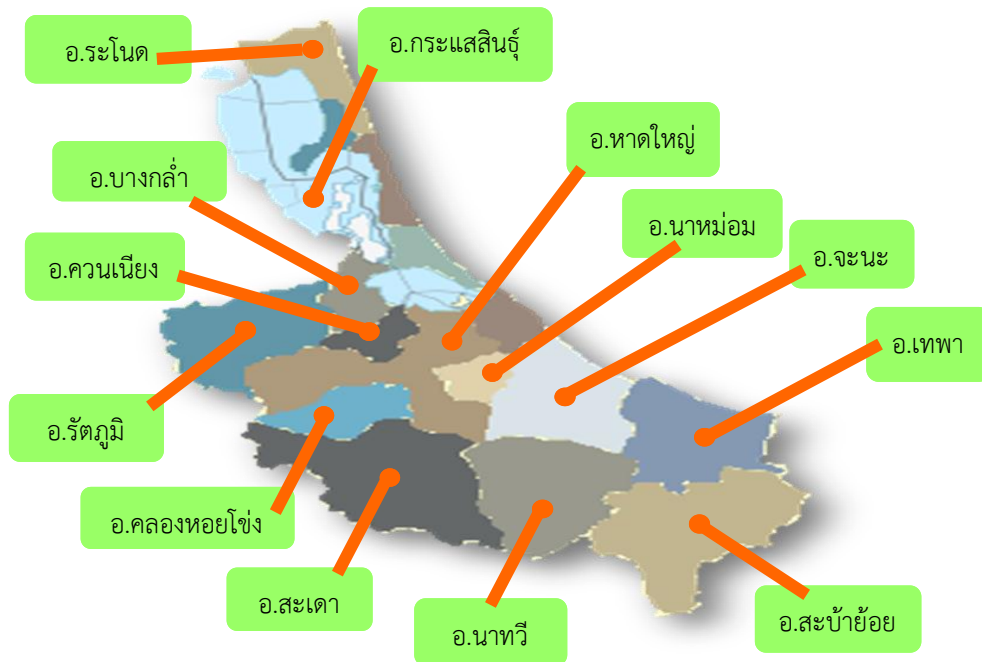 อ.ระโนด
อ.กระแสสินธุ์
อ.หาดใหญ่
อ.บางกล่ำ
อ.นาหม่อม
อ.ควนเนียง
อ.จะนะ
อ.เทพา
อ.รัตภูมิ
อ.คลองหอยโข่ง
อ.สะเดา
อ.นาทวี
อ.สะบ้าย้อย